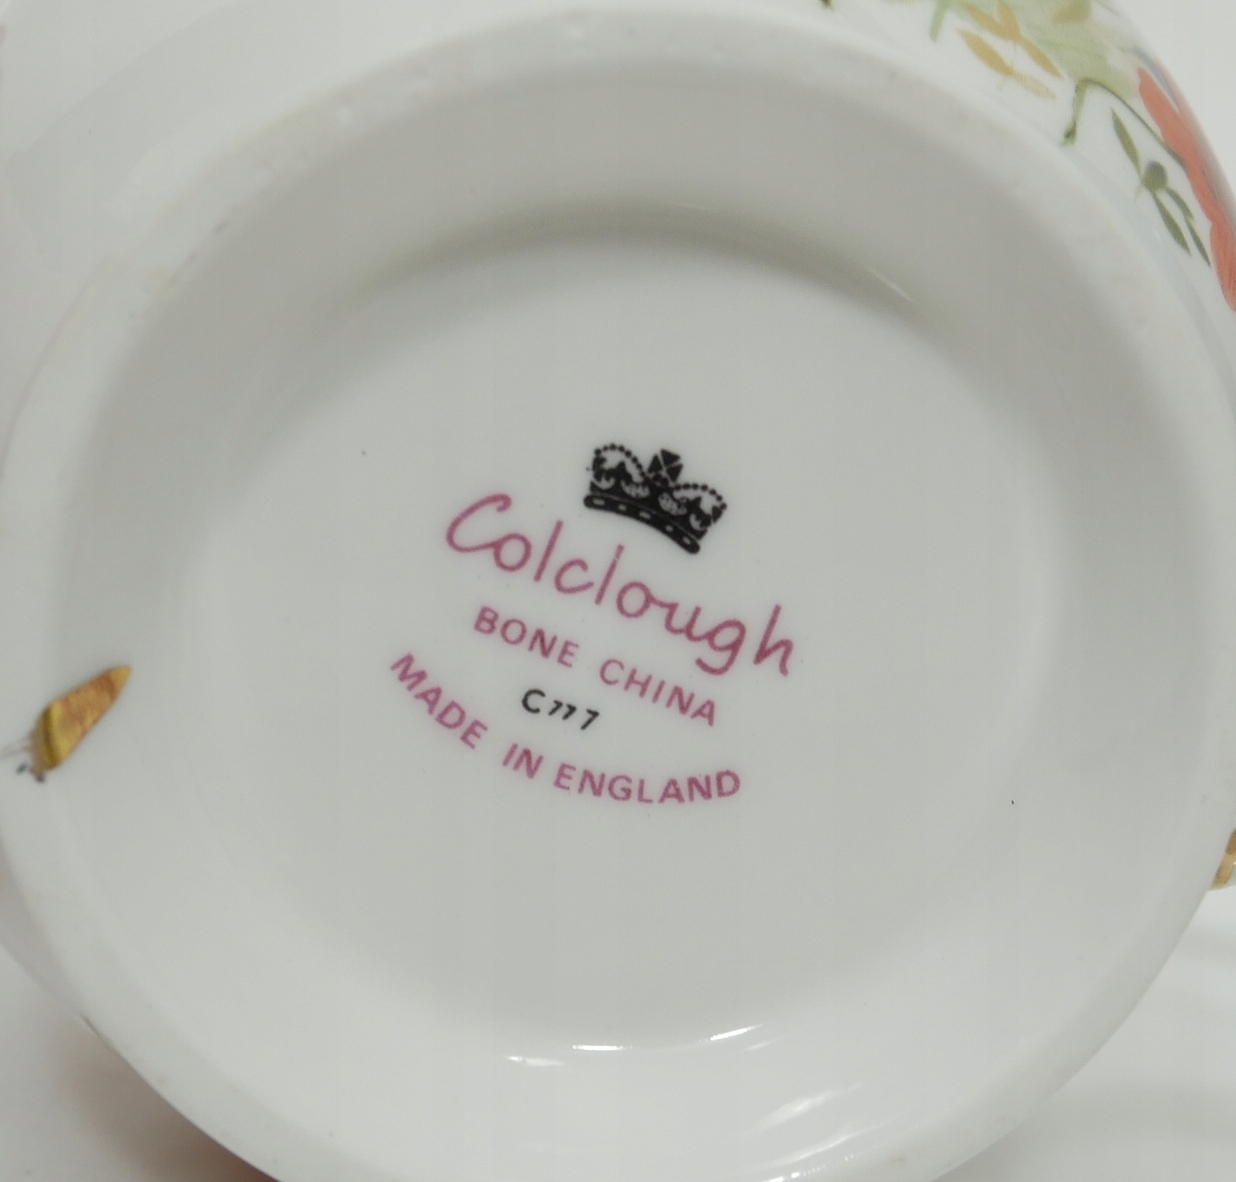 Colclough
BONE CHINA
C777
MADE IN ENGLAND